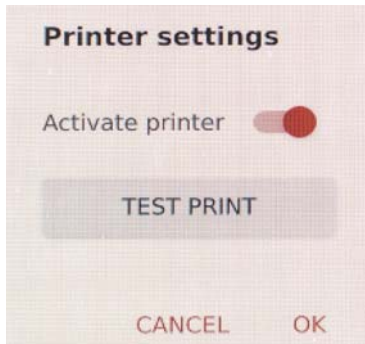 Printer settings
Activate printer
TEST PRINT
CANCEL OK